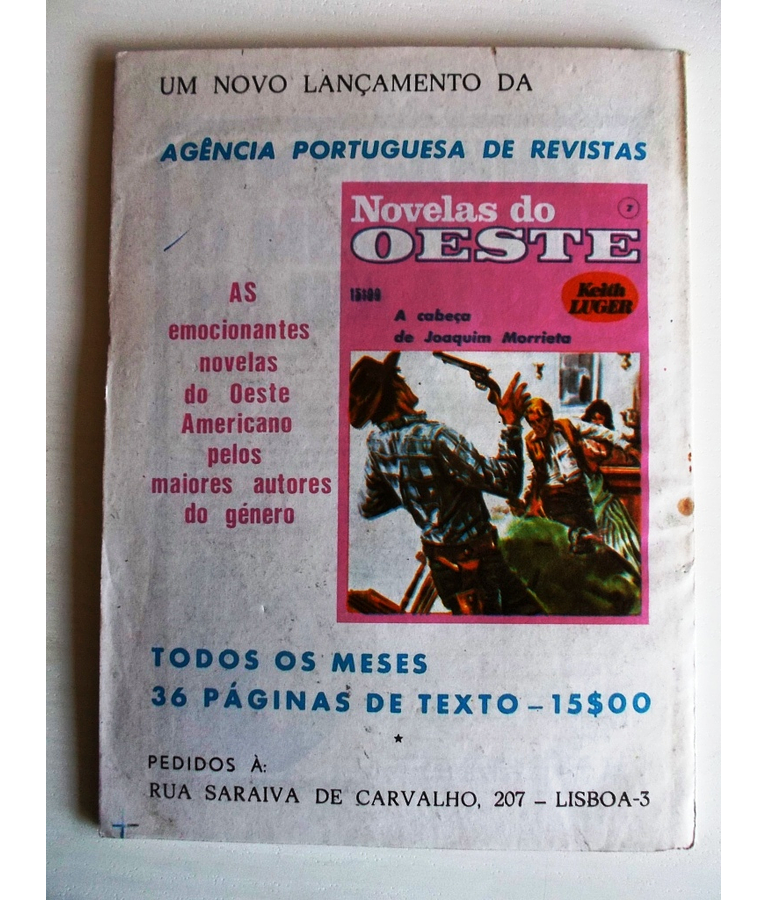 UM NOVO LANÇAMENTO DA
AGÊNCIA PORTUGUESA DE REVISTAS
Novelas do
7
OESTE
15$00
Keith
LUGER
A cabeça
de Joaquim Morrieta
AS
emocionantes
novelas
do Oeste
Americano
pelos
maiores autores
do género
TODOS OS MESES
36 PÁGINAS DE TEXTO – 15$00
★
PEDIDOS À:
RUA SARAIVA DE CARVALHO, 207 – LISBOA-3